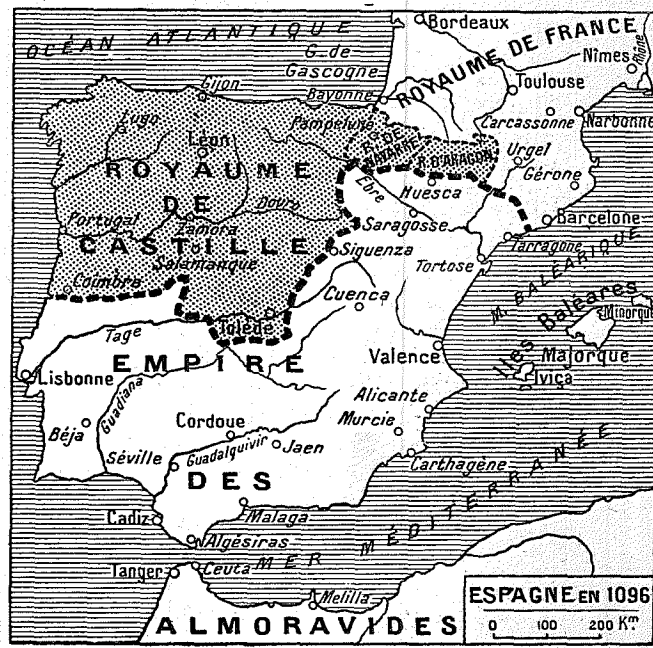 OCÉAN ATLANTIQUE
Bordeaux
G. de
Gascogne
ROYAUME DE FRANCE
Nîmes
Rhône
Gijon
Bayonne
Toulouse
Lugo
Pampelune
Carcassonne
Narbonne
Léon
R. DE
NAVARRE
R. D'ARAGON
Urgel
ROYAUME
Ebre
Huesca
Gérone
DE
Douro
Portugal
Zamora
Saragosse
Barcelone
CASTILLE
Tarragone
Salamanque
Siguenza
Tortose
M. BALÉARIQUE
Coimbra
Cuenca
Iles Baléares
Minorque
Tage
Tolède
Valence
Majorque
EMPIRE
Lisbonne
Iviça
Guadiana
Alicante
Béja
Cordoue
Murcie
Séville
Guadalquivir
Jaen
Carthagène
DES
Cadiz
Malaga
Algésiras
MER MÉDITERRANÉE
Tanger
Ceuta
Melilla
ESPAGNE EN 1096
0 100 200 Km
ALMORAVIDES